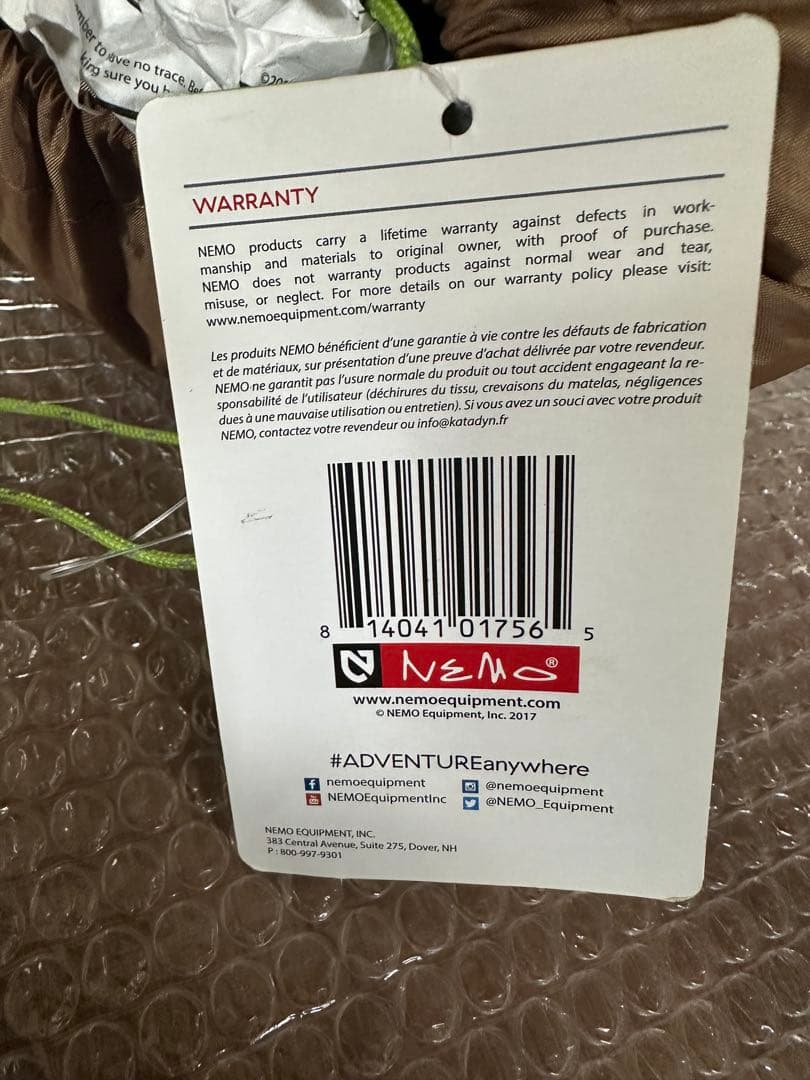 to
ve no trace. Be
king sure you
WARRANTY
NEMO products carry a lifetime warranty against defects in work-
manship and materials to original owner, with proof of purchase.
NEMO does not warranty products against normal wear and tear,
misuse, or neglect. For more details on our warranty policy please visit:
www.nemoequipment.com/warranty
Les produits NEMO bénéficient d'une garantie à vie contre les défauts de fabrication
et de matériaux, sur présentation d'une preuve d'achat délivrée par votre revendeur.
NEMO ne garantit pas l'usure normale du produit ou tout accident engageant la re-
sponsabilité de l'utilisateur (déchirures du tissu, crevaisons du matelas, négligences
dues à une mauvaise utilisation ou entretien). Si vous avez un souci avec votre produit
NEMO, contactez votre revendeur ou info@katadyn.fr
8 14041 01756 5
NEMO®
www.nemoequipment.com
© NEMO Equipment, Inc. 2017
#ADVENTUREanywhere
nemoequipment @nemoequipment
NEMOEquipmentInc @NEMO_Equipment
NEMO EQUIPMENT, INC.
383 Central Avenue, Suite 275, Dover, NH
P : 800-997-9301